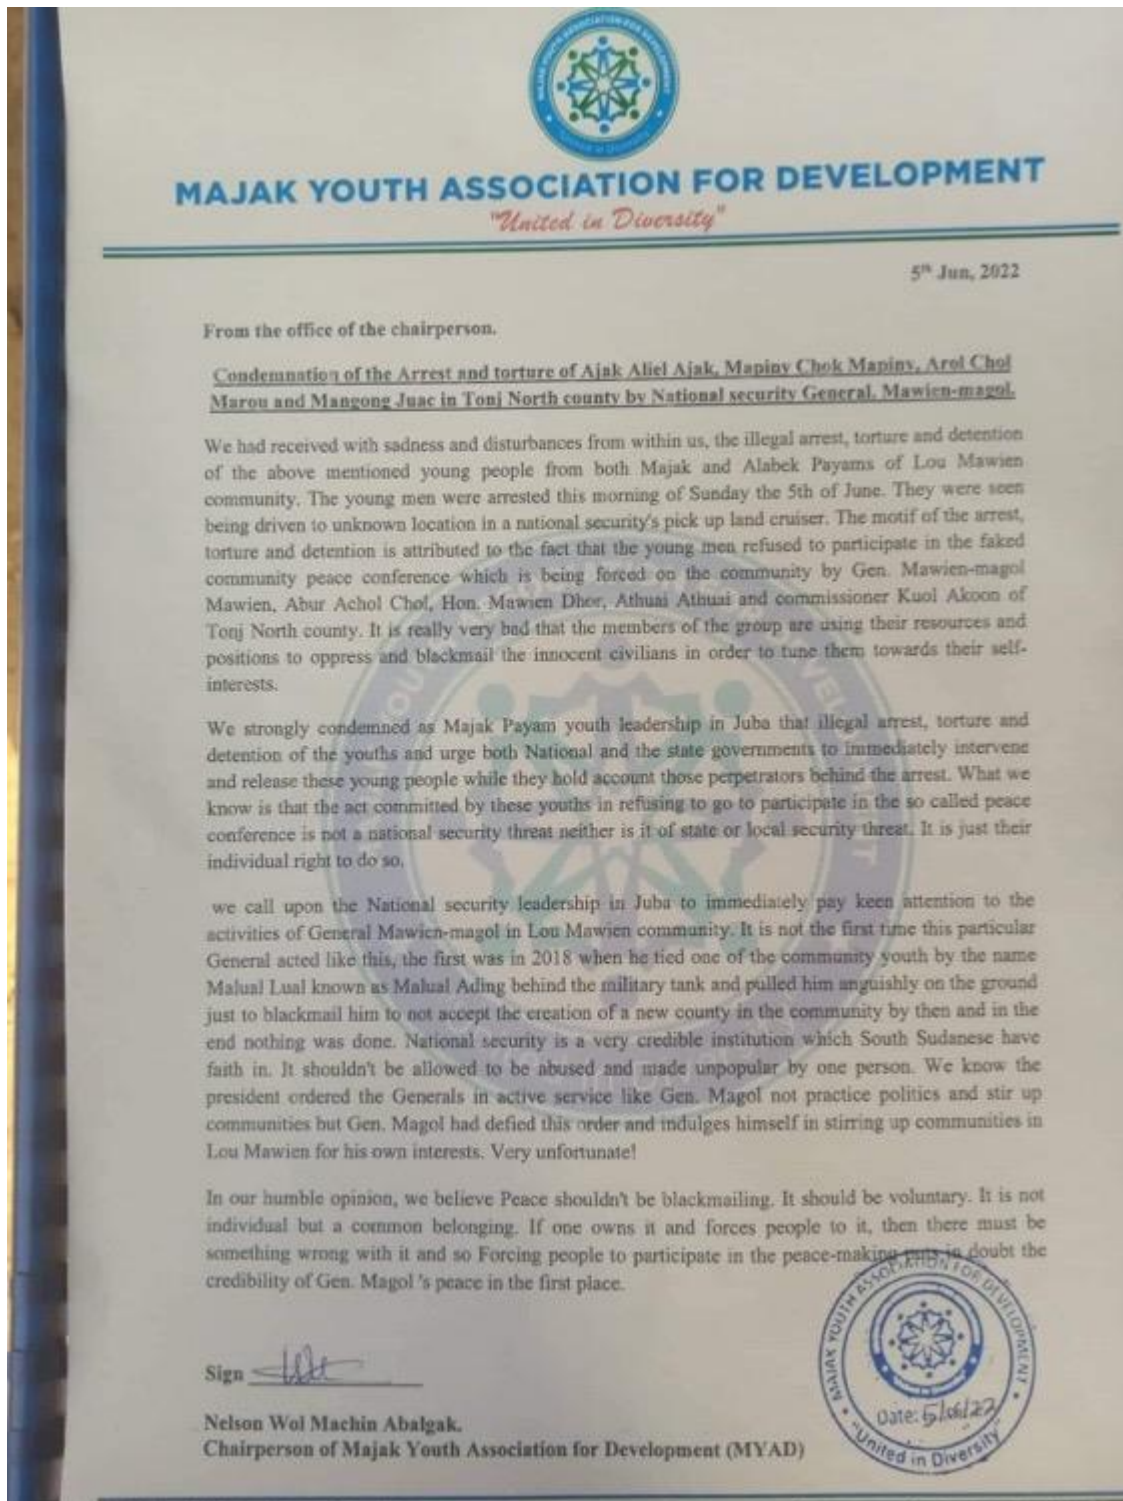 MAJAK YOUTH ASSOCIATION FOR DEVELOPMENT
"United in Diversity"
MAJAK YOUTH ASSOCIATION FOR DEVELOPMENT
"United in Diversity"
5th Jun, 2022
From the office of the chairperson.
Condemnation of the Arrest and torture of Ajak Aliel Ajak, Mapiny Chok Mapiny, Arol Chol
Marou and Mangong Juac in Tonj North county by National security General, Mawien-magol.
We had received with sadness and disturbances from within us, the illegal arrest, torture and detention
of the above mentioned young people from both Majak and Alabek Payams of Lou Mawien
community. The young men were arrested this morning of Sunday the 5th of June. They were seen
being driven to unknown location in a national security's pick up land cruiser. The motif of the arrest,
torture and detention is attributed to the fact that the young men refused to participate in the faked
community peace conference which is being forced on the community by Gen. Mawien-magol
Mawien, Abur Achol Chol, Hon. Mawien Dhor, Athuai Athuai and commissioner Kuol Akoon of
Tonj North county. It is really very bad that the members of the group are using their resources and
positions to oppress and blackmail the innocent civilians in order to tune them towards their self-
interests.
We strongly condemned as Majak Payam youth leadership in Juba that illegal arrest, torture and
detention of the youths and urge both National and the state governments to immediately intervene
and release these young people while they hold account those perpetrators behind the arrest. What we
know is that the act committed by these youths in refusing to go to participate in the so called peace
conference is not a national security threat neither is it of state or local security threat. It is just their
individual right to do so.
we call upon the National security leadership in Juba to immediately pay keen attention to the
activities of General Mawien-magol in Lou Mawien community. It is not the first time this particular
General acted like this, the first was in 2018 when he tied one of the community youth by the name
Malual Lual known as Malual Ading behind the military tank and pulled him anguishly on the ground
just to blackmail him to not accept the creation of a new county in the community by then and in the
end nothing was done. National security is a very credible institution which South Sudanese have
faith in. It shouldn't be allowed to be abused and made unpopular by one person. We know the
president ordered the Generals in active service like Gen. Magol not practice politics and stir up
communities but Gen. Magol had defied this order and indulges himself in stirring up communities in
Lou Mawien for his own interests. Very unfortunate!
In our humble opinion, we believe Peace shouldn't be blackmailing. It should be voluntary. It is not
individual but a common belonging. If one owns it and forces people to it, then there must be
something wrong with it and so Forcing people to participate in the peace-making puts in doubt the
credibility of Gen. Magol 's peace in the first place.
Sign
Nelson Wol Machin Abalgak.
Chairperson of Majak Youth Association for Development (MYAD)
MAJAK YOUTH ASSOCIATION FOR DEVELOPMENT
Date: 5/06/22
"United in Diversity"